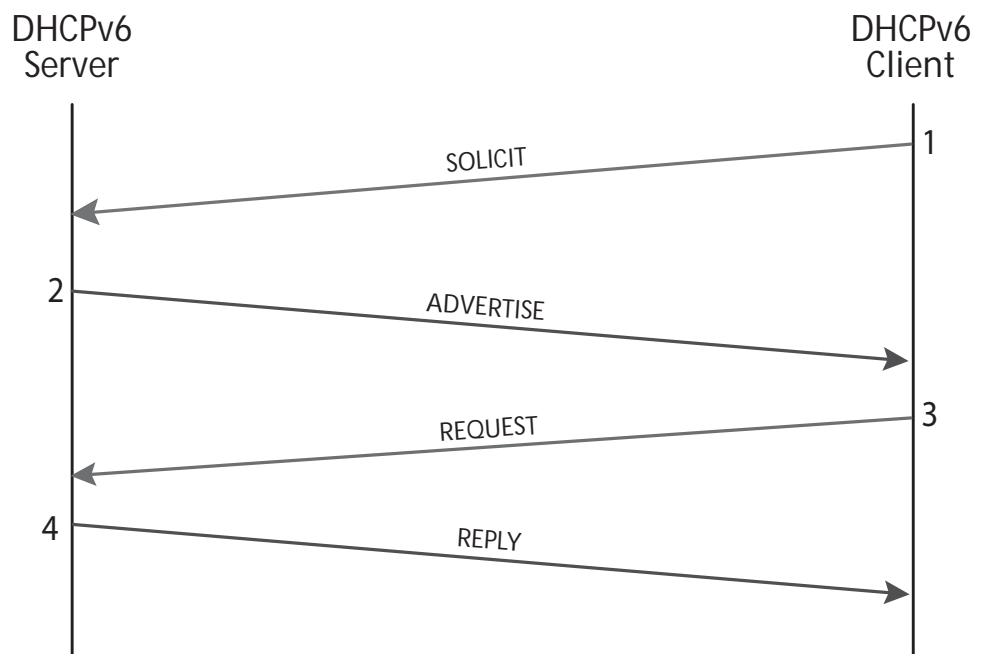 DHCPv6
Server
DHCPv6
Client
1
SOLICIT
2
ADVERTISE
3
REQUEST
4
REPLY